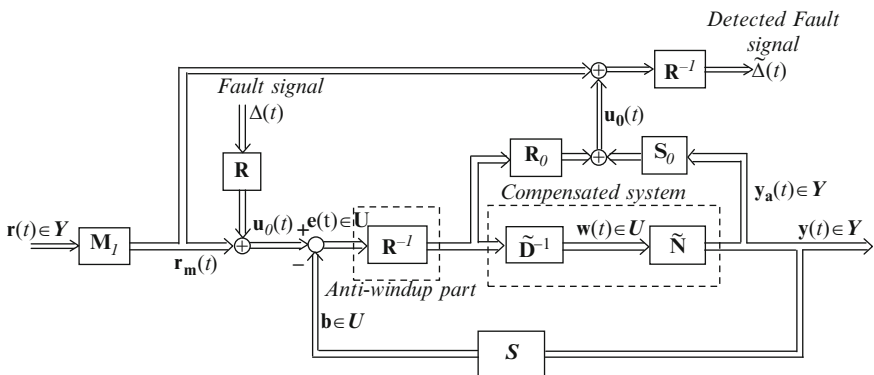 Detected Fault
signal
Δ̃(t)
R⁻¹
Fault signal
Δ(t)
u₀(t)
R₀
S₀
R
Compensated system
yₐ(t)∈Y
r(t)∈Y
M₁
rₘ(t)
u₀(t)
+
e(t)∈U
−
R⁻¹
D̃⁻¹
w(t)∈U
Ñ
y(t)∈Y
Anti-windup part
b∈U
S